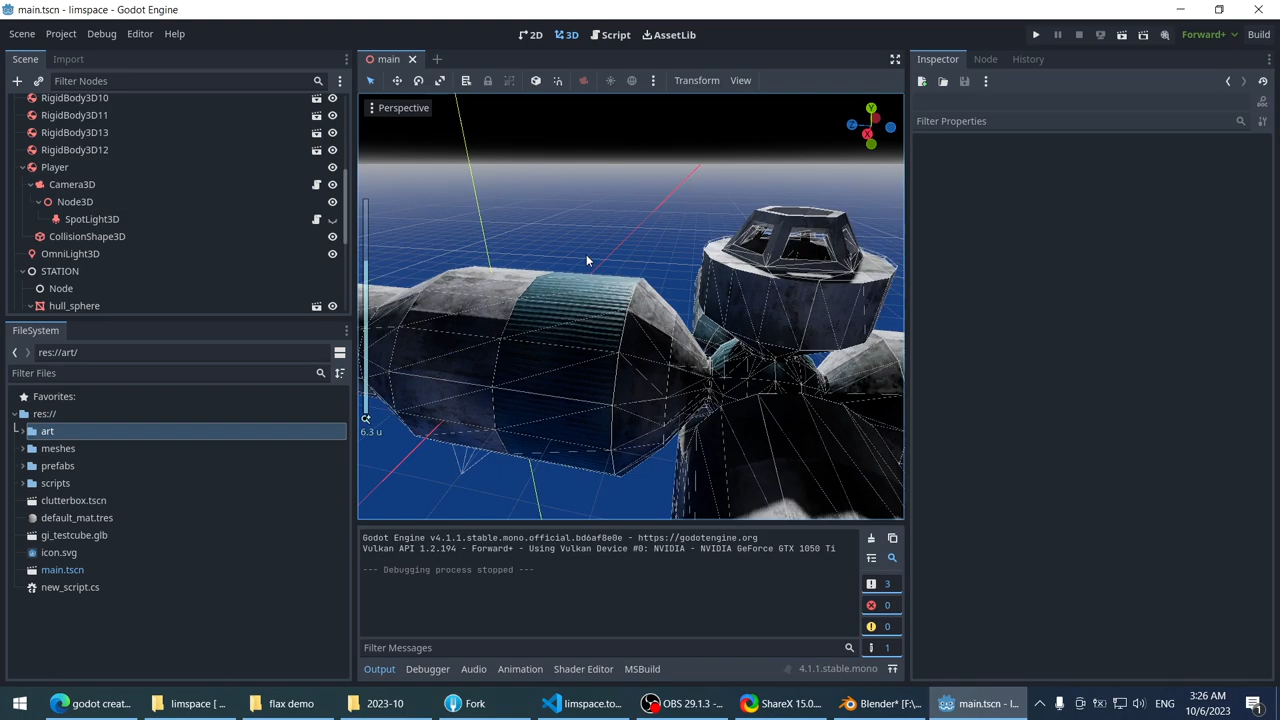 main.tscn - limspace - Godot Engine
Scene Project Debug Editor Help
2D 3D Script AssetLib
Forward+ Build
Scene Import
main
Inspector Node History
Filter Nodes
Transform View
Perspective
Y
Z
X
Filter Properties
RigidBody3D10
RigidBody3D11
RigidBody3D13
RigidBody3D12
Player
Camera3D
Node3D
SpotLight3D
CollisionShape3D
OmniLight3D
STATION
Node
hull_sphere
FileSystem
res://art/
Filter Files
Favorites:
res://
art
meshes
prefabs
scripts
clutterbox.tscn
default_mat.tres
gi_testcube.glb
icon.svg
main.tscn
new_script.cs
6.3 u
Godot Engine v4.1.1.stable.mono.official.bd6af8e0e - https://godotengine.org
Vulkan API 1.2.194 - Forward+ - Using Vulkan Device #0: NVIDIA - NVIDIA GeForce GTX 1050 Ti
--- Debugging process stopped ---
3
0
0
1
Filter Messages
Output Debugger Audio Animation Shader Editor MSBuild
4.1.1.stable.mono
godot creat...
limspace [ ...
flax demo
2023-10
Fork
limspace.to...
OBS 29.1.3 -...
ShareX 15.0...
Blender* [F:\...
main.tscn - l...
ENG
3:26 AM
10/6/2023
1